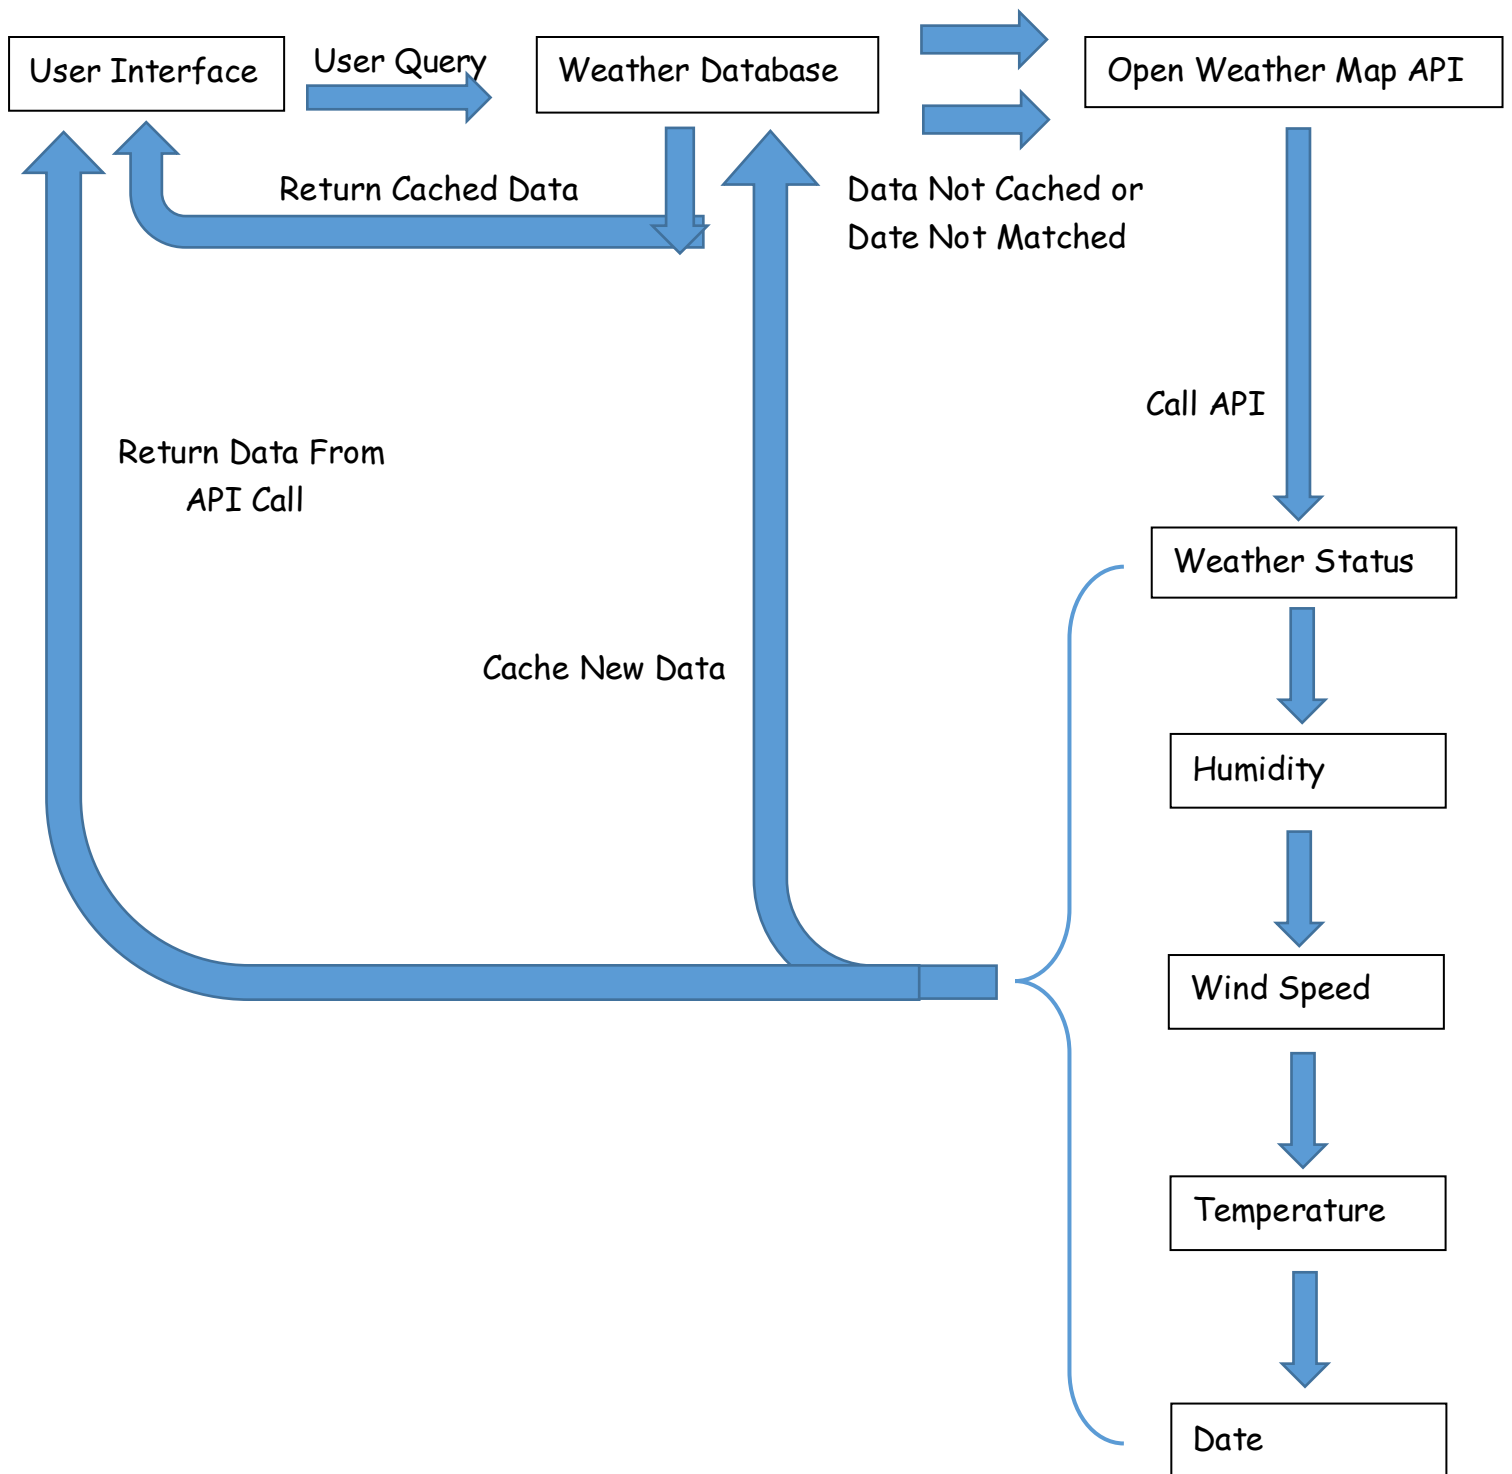 User Interface
User Query
Weather Database
Open Weather Map API
Return Cached Data
Data Not Cached or
Date Not Matched
Call API
Return Data From
API Call
Weather Status
Cache New Data
Humidity
Wind Speed
Temperature
Date